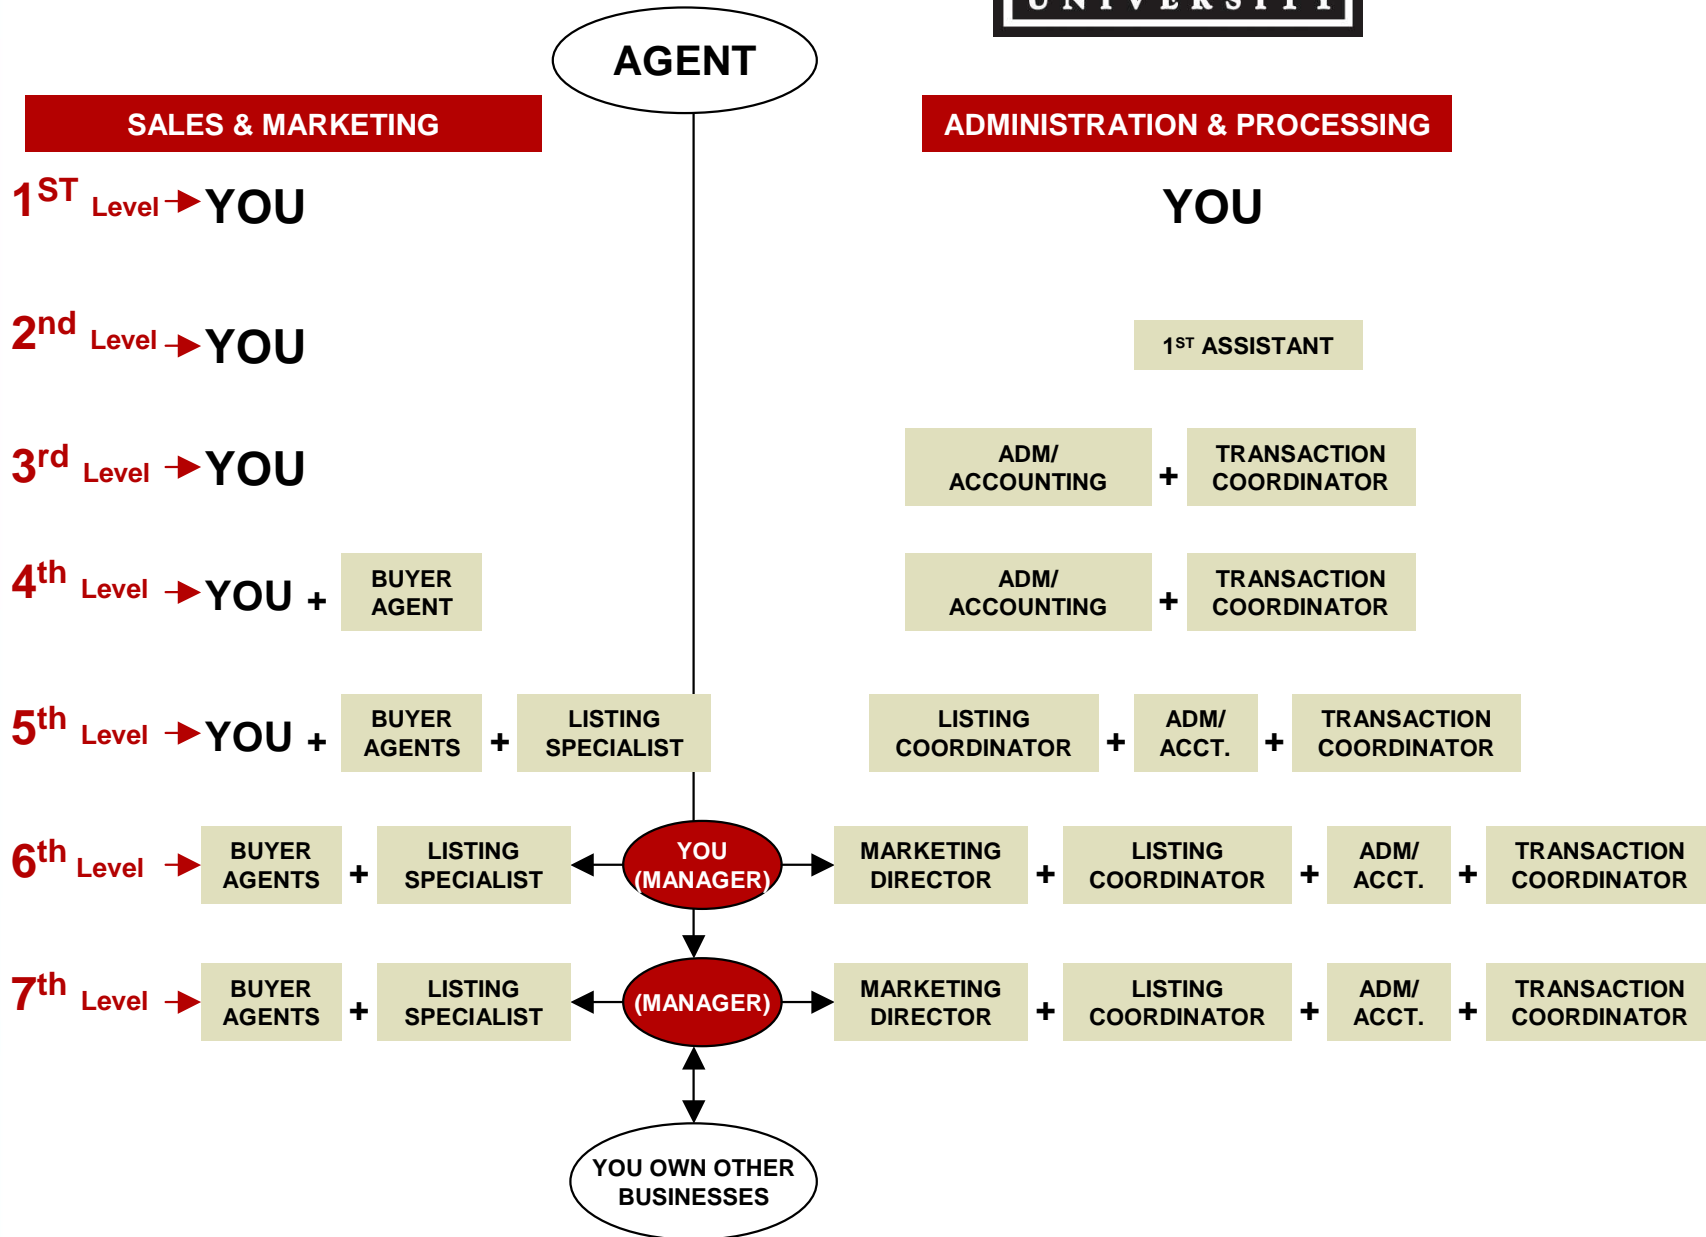 UNIVERSITY
AGENT
SALES & MARKETING
ADMINISTRATION & PROCESSING
1ST Level YOU
YOU
2nd Level YOU
1ST ASSISTANT
3rd Level YOU
ADM/
ACCOUNTING
+
TRANSACTION
COORDINATOR
4th Level YOU +
BUYER
AGENT
ADM/
ACCOUNTING
+
TRANSACTION
COORDINATOR
5th Level YOU +
BUYER
AGENTS
+
LISTING
SPECIALIST
LISTING
COORDINATOR
+
ADM/
ACCT.
+
TRANSACTION
COORDINATOR
6th Level
BUYER
AGENTS
+
LISTING
SPECIALIST
YOU
(MANAGER)
MARKETING
DIRECTOR
+
LISTING
COORDINATOR
+
ADM/
ACCT.
+
TRANSACTION
COORDINATOR
7th Level
BUYER
AGENTS
+
LISTING
SPECIALIST
(MANAGER)
MARKETING
DIRECTOR
+
LISTING
COORDINATOR
+
ADM/
ACCT.
+
TRANSACTION
COORDINATOR
YOU OWN OTHER
BUSINESSES